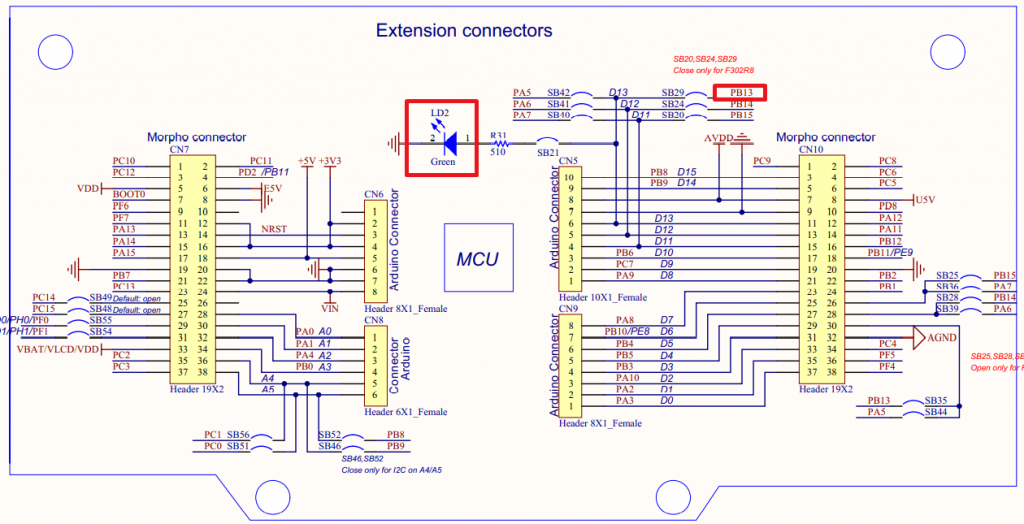 Extension connectors
SB20,SB24,SB29
Close only for F302R8
PA5 SB42 D13 SB29 PB13
PA6 SB41 D12 SB24 PB14
PA7 SB40 D11 SB20 PB15
LD2
2 1
Green
R31
510
SB21
AVDD
Morpho connector
CN7
PC10 1 2 PC11
PC12 3 4 PD2 /PB11
VDD 5 6 E5V
BOOT0 7 8
PF6 9 10
PF7 11 12
PA13 13 14 NRST
PA14 15 16
PA15 17 18
19 20
PB7 21 22
PC13 23 24
PC14 SB49 Default: open 25 26
PC15 SB48 Default: open 27 28
0/PH0/PF0 SB55 29 30
1/PH1/PF1 SB54 31 32
VBAT/VLCD/VDD 33 34
PC2 35 36
PC3 37 38
Header 19X2
+5V +3V3
VIN
CN6
1
2
3
4
5
6
7
8
Arduino Connector
Header 8X1_Female
CN8
PA0 A0 1
PA1 A1 2
PA4 A2 3
PB0 A3 4
A4 5
A5 6
Connector
Arduino
Header 6X1_Female
PC1 SB56 SB52 PB8
PC0 SB51 SB46 PB9
SB46,SB52
Close only for I2C on A4/A5
MCU
CN5
Arduino Connector
10 PB8 D15
9 PB9 D14
8
7
6 D13
5 D12
4 D11
3 PB6 D10
2 PC7 D9
1 PA9 D8
Header 10X1_Female
CN9
Arduino Connector
8 PA8 D7
7 PB10/PE8 D6
6 PB4 D5
5 PB5 D4
4 PB3 D3
3 PA10 D2
2 PA2 D1
1 PA3 D0
Header 8X1_Female
Morpho connector
CN10
PC9 1 2 PC8
3 4 PC6
5 6 PC5
7 8 U5V
9 10 PD8
11 12 PA12
13 14 PA11
15 16 PB12
17 18 PB11/PE9
19 20
21 22 PB2
23 24 PB1
25 26
27 28
29 30
31 32 AGND
33 34 PC4
35 36 PF5
37 38 PF4
Header 19X2
SB25 PB15
SB36 PA7
SB28 PB14
SB39 PA6
SB25,SB28,SB
Open only for F
PB13 SB35
PA5 SB44